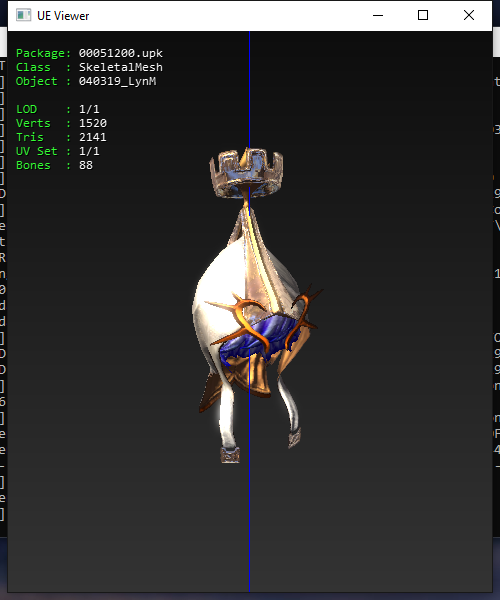 UE Viewer
Package: 00051200.upk
Class : SkeletalMesh
Object : 040319_LynM
LOD : 1/1
Verts : 1520
Tris : 2141
UV Set : 1/1
Bones : 88